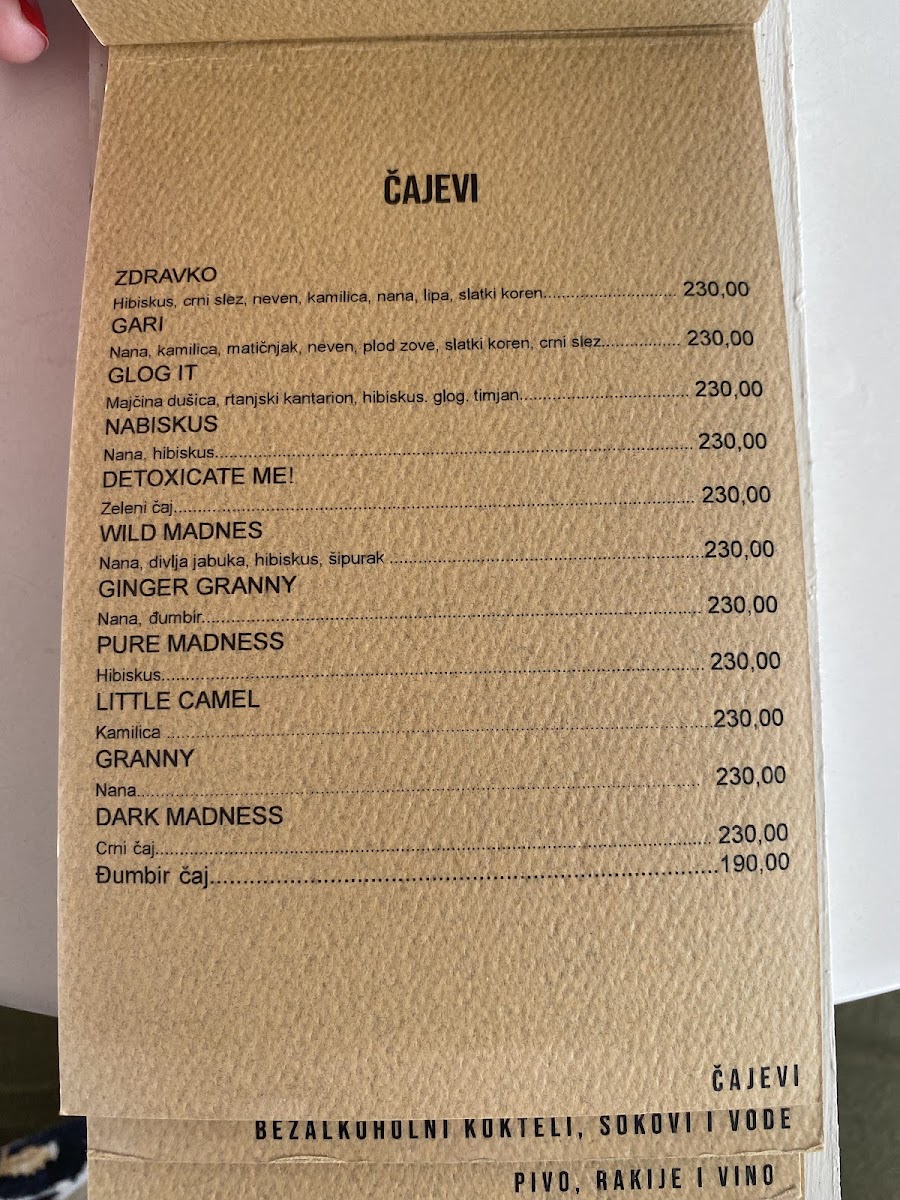 ČAJEVI
ZDRAVKO
Hibiskus, crni slez, neven, kamilica, nana, lipa, slatki koren.............................. 230,00
GARI
Nana, kamilica, matičnjak, neven, plod zove, slatki koren, crni slez.................. 230,00
GLOG IT
Majčina dušica, rtanjski kantarion, hibiskus. glog. timjan...................................... 230,00
NABISKUS
Nana, hibiskus........................................................................................................ 230,00
DETOXICATE ME!
Zeleni čaj................................................................................................................. 230,00
WILD MADNES
Nana, divlja jabuka, hibiskus, šipurak .....................................................................230,00
GINGER GRANNY
Nana, đumbir........................................................................................................... 230,00
PURE MADNESS
Hibiskus................................................................................................................... 230,00
LITTLE CAMEL
Kamilica ...................................................................................................................230,00
GRANNY
Nana........................................................................................................................ 230,00
DARK MADNESS
Crni čaj.................................................................................................................... 230,00
Đumbir čaj.............................................................................190,00
ČAJEVI
BEZALKOHOLNI KOKTELI, SOKOVI I VODE
PIVO, RAKIJE I VINO